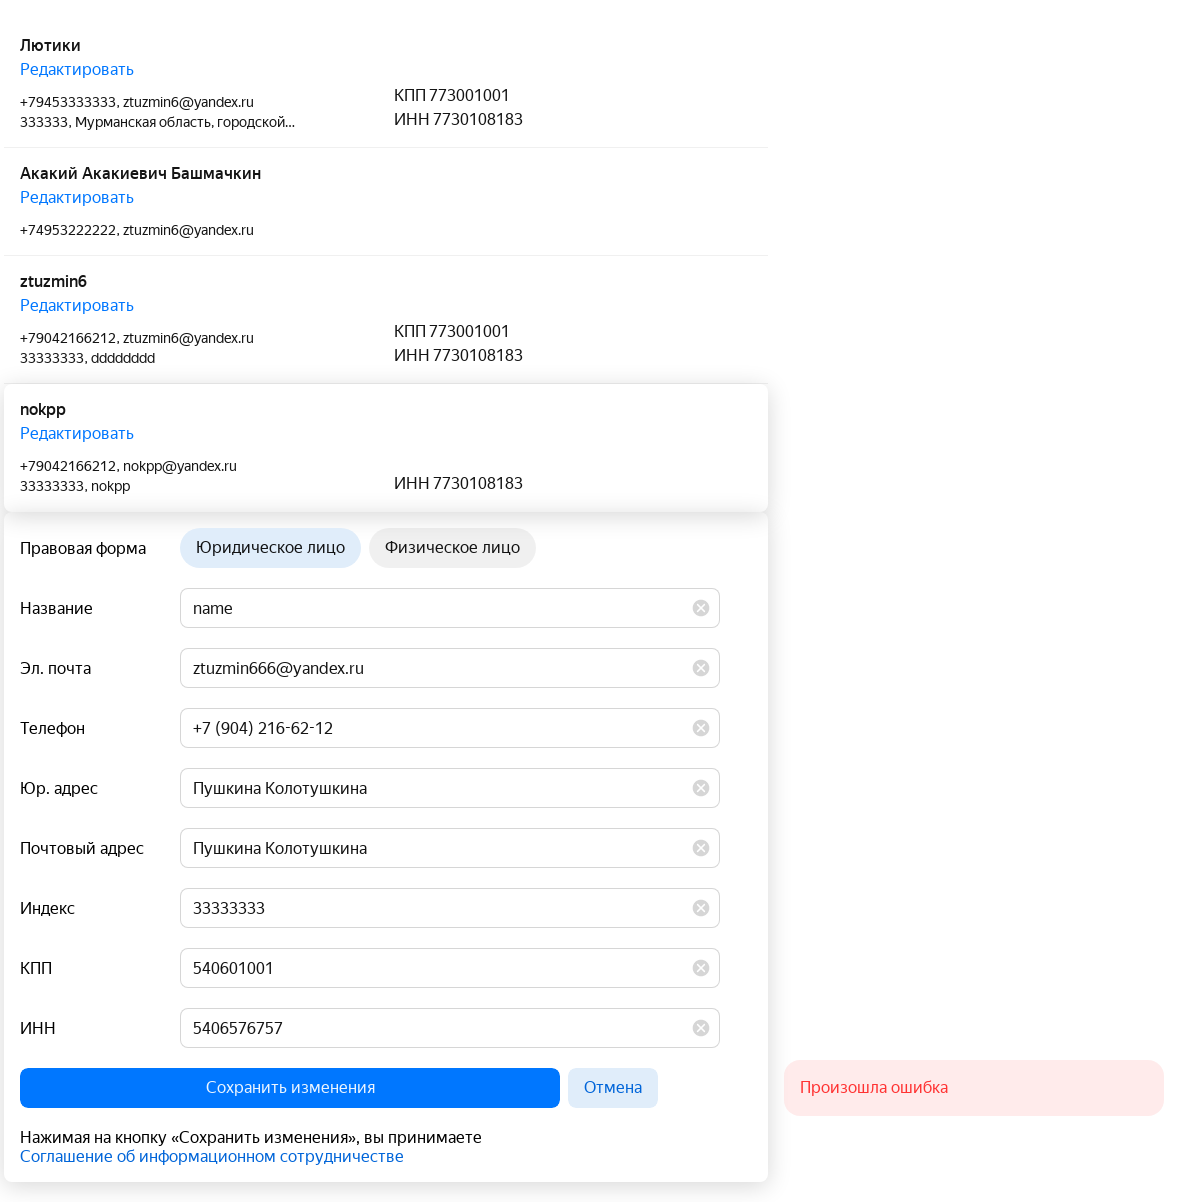 Лютики
Редактировать
+79453333333, ztuzmin6@yandex.ru
333333, Мурманская область, городской...
КПП 773001001
ИНН 7730108183
Акакий Акакиевич Башмачкин
Редактировать
+74953222222, ztuzmin6@yandex.ru
ztuzmin6
Редактировать
+79042166212, ztuzmin6@yandex.ru
33333333, dddddddd
КПП 773001001
ИНН 7730108183
nokpp
Редактировать
+79042166212, nokpp@yandex.ru
33333333, nokpp
ИНН 7730108183
Правовая форма Юридическое лицо Физическое лицо
Название name
Эл. почта ztuzmin666@yandex.ru
Телефон +7 (904) 216-62-12
Юр. адрес Пушкина Колотушкина
Почтовый адрес Пушкина Колотушкина
Индекс 33333333
КПП 540601001
ИНН 5406576757
Сохранить изменения Отмена Произошла ошибка
Нажимая на кнопку «Сохранить изменения», вы принимаете
Соглашение об информационном сотрудничестве